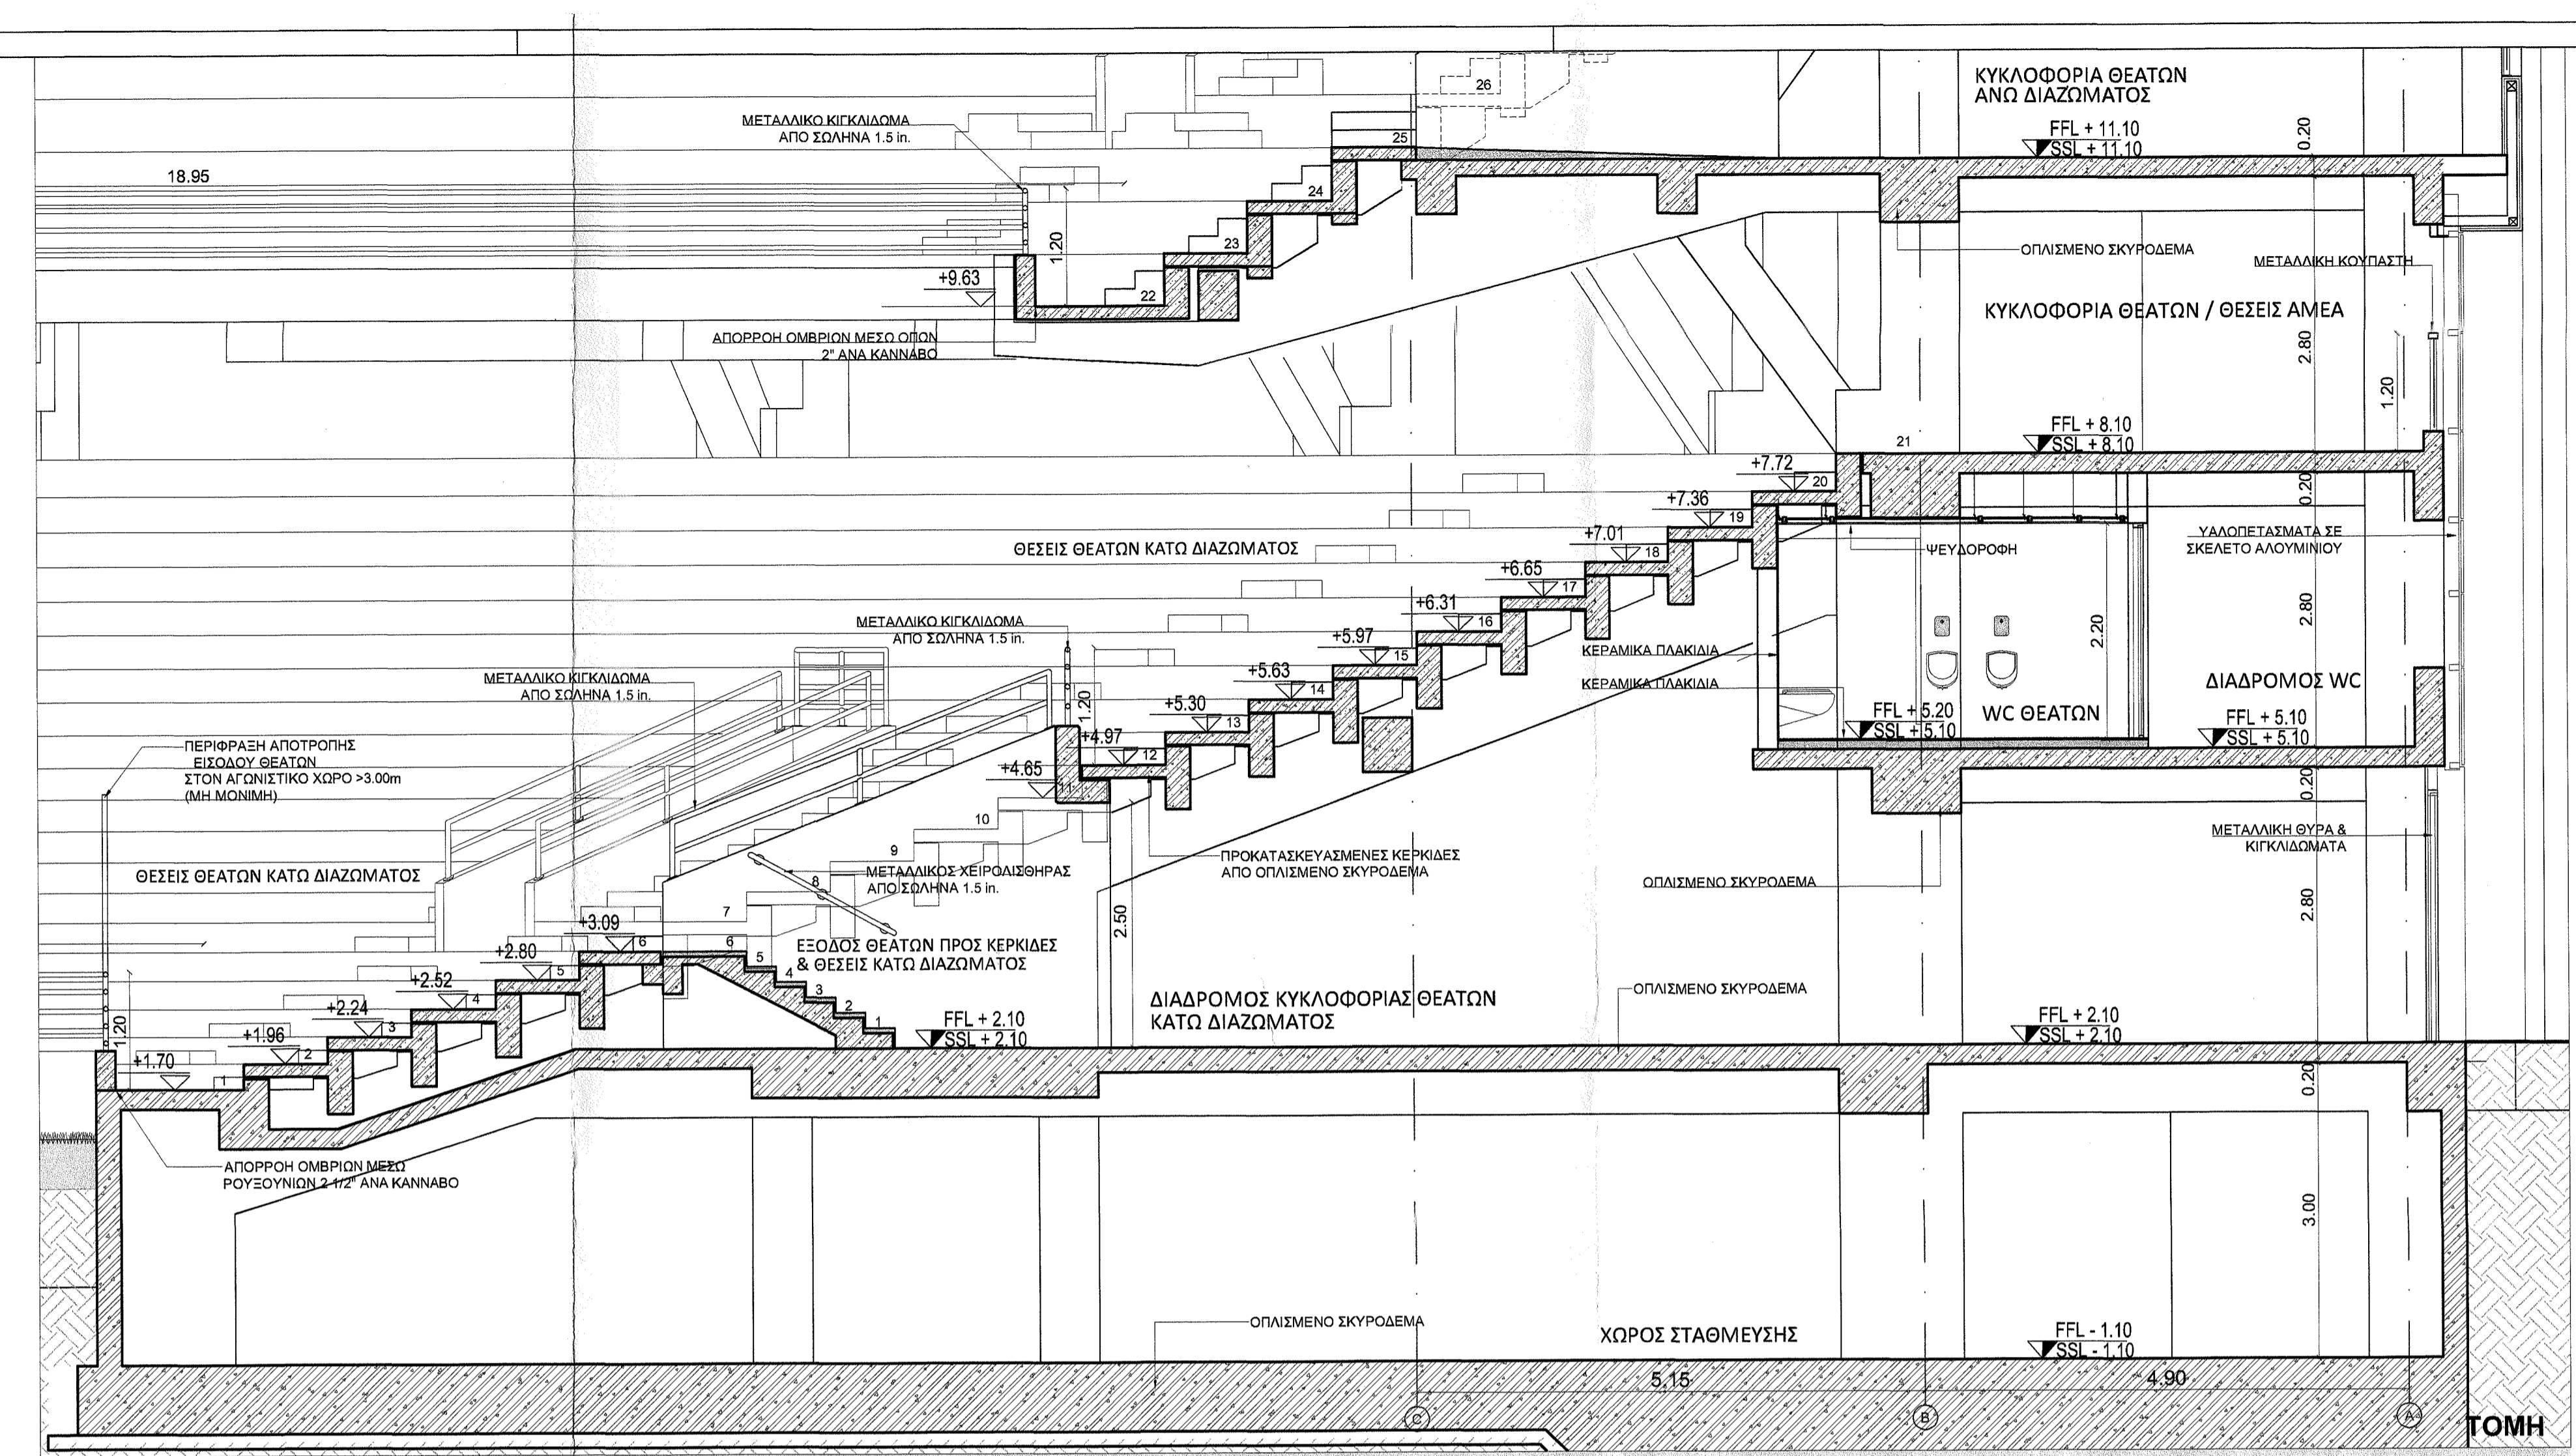 ΚΥΚΛΟΦΟΡΙΑ ΘΕΑΤΩΝ
ΑΝΩ ΔΙΑΖΩΜΑΤΟΣ
FFL + 11.10
SSL + 11.10
0.20
26
25
ΜΕΤΑΛΛΙΚΟ ΚΙΓΚΛΙΔΩΜΑ
ΑΠΟ ΣΩΛΗΝΑ 1.5 in.
18.95
24
23
22
1.20
+9.63
ΑΠΟΡΡΟΗ ΟΜΒΡΙΩΝ ΜΕΣΩ ΟΠΩΝ
2" ΑΝΑ ΚΑΝΝΑΒΟ
ΟΠΛΙΣΜΕΝΟ ΣΚΥΡΟΔΕΜΑ
ΜΕΤΑΛΛΙΚΗ ΚΟΥΠΑΣΤΗ
ΚΥΚΛΟΦΟΡΙΑ ΘΕΑΤΩΝ / ΘΕΣΕΙΣ ΑΜΕΑ
2.80
1.20
FFL + 8.10
SSL + 8.10
21
0.20
+7.72
20
+7.36
19
+7.01
18
+6.65
17
+6.31
16
+5.97
15
+5.63
14
+5.30
13
+4.97
12
+4.65
11
ΘΕΣΕΙΣ ΘΕΑΤΩΝ ΚΑΤΩ ΔΙΑΖΩΜΑΤΟΣ
ΨΕΥΔΟΡΟΦΗ
ΥΑΛΟΠΕΤΑΣΜΑΤΑ ΣΕ
ΣΚΕΛΕΤΟ ΑΛΟΥΜΙΝΙΟΥ
2.80
2.20
ΚΕΡΑΜΙΚΑ ΠΛΑΚΙΔΙΑ
ΚΕΡΑΜΙΚΑ ΠΛΑΚΙΔΙΑ
ΔΙΑΔΡΟΜΟΣ WC
WC ΘΕΑΤΩΝ
FFL + 5.20
SSL + 5.10
FFL + 5.10
SSL + 5.10
0.20
ΜΕΤΑΛΛΙΚΟ ΚΙΓΚΛΙΔΩΜΑ
ΑΠΟ ΣΩΛΗΝΑ 1.5 in.
1.20
ΜΕΤΑΛΛΙΚΟ ΚΙΓΚΛΙΔΩΜΑ
ΑΠΟ ΣΩΛΗΝΑ 1.5 in.
ΠΕΡΙΦΡΑΞΗ ΑΠΟΤΡΟΠΗΣ
ΕΙΣΟΔΟΥ ΘΕΑΤΩΝ
ΣΤΟΝ ΑΓΩΝΙΣΤΙΚΟ ΧΩΡΟ >3.00m
(ΜΗ ΜΟΝΙΜΗ)
ΘΕΣΕΙΣ ΘΕΑΤΩΝ ΚΑΤΩ ΔΙΑΖΩΜΑΤΟΣ
10
9
8
7
6
ΜΕΤΑΛΛΙΚΟΣ ΧΕΙΡΟΛΙΣΘΗΡΑΣ
ΑΠΟ ΣΩΛΗΝΑ 1.5 in.
ΠΡΟΚΑΤΑΣΚΕΥΑΣΜΕΝΕΣ ΚΕΡΚΙΔΕΣ
ΑΠΟ ΟΠΛΙΣΜΕΝΟ ΣΚΥΡΟΔΕΜΑ
ΟΠΛΙΣΜΕΝΟ ΣΚΥΡΟΔΕΜΑ
ΜΕΤΑΛΛΙΚΗ ΘΥΡΑ &
ΚΙΓΚΛΙΔΩΜΑΤΑ
2.50
2.80
ΕΞΟΔΟΣ ΘΕΑΤΩΝ ΠΡΟΣ ΚΕΡΚΙΔΕΣ
& ΘΕΣΕΙΣ ΚΑΤΩ ΔΙΑΖΩΜΑΤΟΣ
+3.09
6
+2.80
5
+2.52
4
+2.24
3
+1.96
2
+1.70
1
1.20
5
4
3
2
1
FFL + 2.10
SSL + 2.10
ΔΙΑΔΡΟΜΟΣ ΚΥΚΛΟΦΟΡΙΑΣ ΘΕΑΤΩΝ
ΚΑΤΩ ΔΙΑΖΩΜΑΤΟΣ
ΟΠΛΙΣΜΕΝΟ ΣΚΥΡΟΔΕΜΑ
FFL + 2.10
SSL + 2.10
0.20
ΑΠΟΡΡΟΗ ΟΜΒΡΙΩΝ ΜΕΣΩ
ΡΟΥΞΟΥΝΙΩΝ 2 1/2" ΑΝΑ ΚΑΝΝΑΒΟ
3.00
ΟΠΛΙΣΜΕΝΟ ΣΚΥΡΟΔΕΜΑ
ΧΩΡΟΣ ΣΤΑΘΜΕΥΣΗΣ
FFL - 1.10
SSL - 1.10
5.15
4.90
C
B
A
ΤΟΜΗ